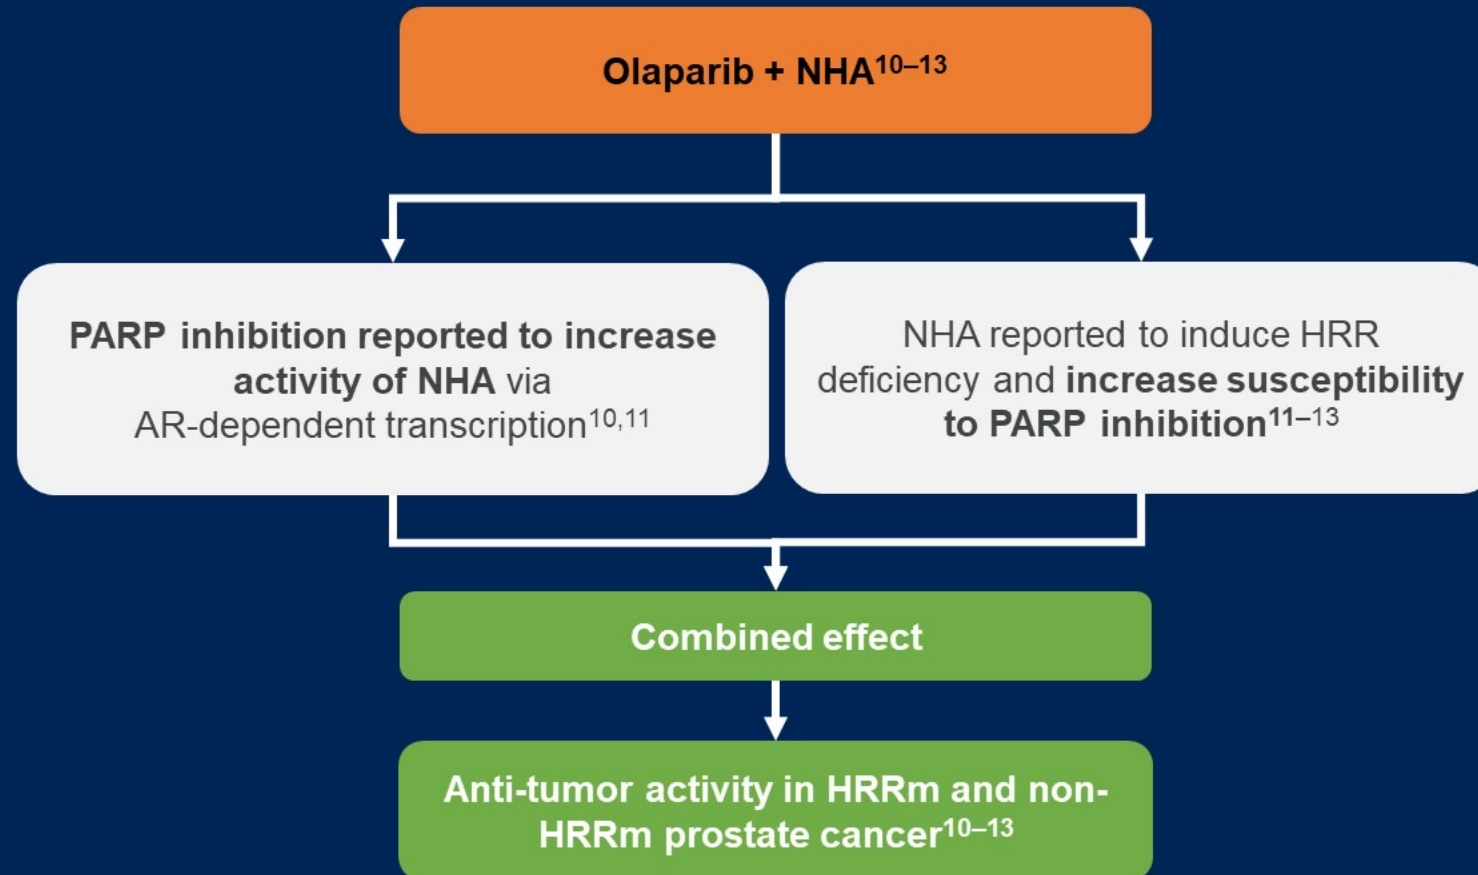 Olaparib + NHA¹⁰⁻¹³
PARP inhibition reported to increase
activity of NHA via
AR-dependent transcription¹⁰,¹¹
NHA reported to induce HRR
deficiency and increase susceptibility
to PARP inhibition¹¹⁻¹³
Combined effect
Anti-tumor activity in HRRm and non-
HRRm prostate cancer¹⁰⁻¹³